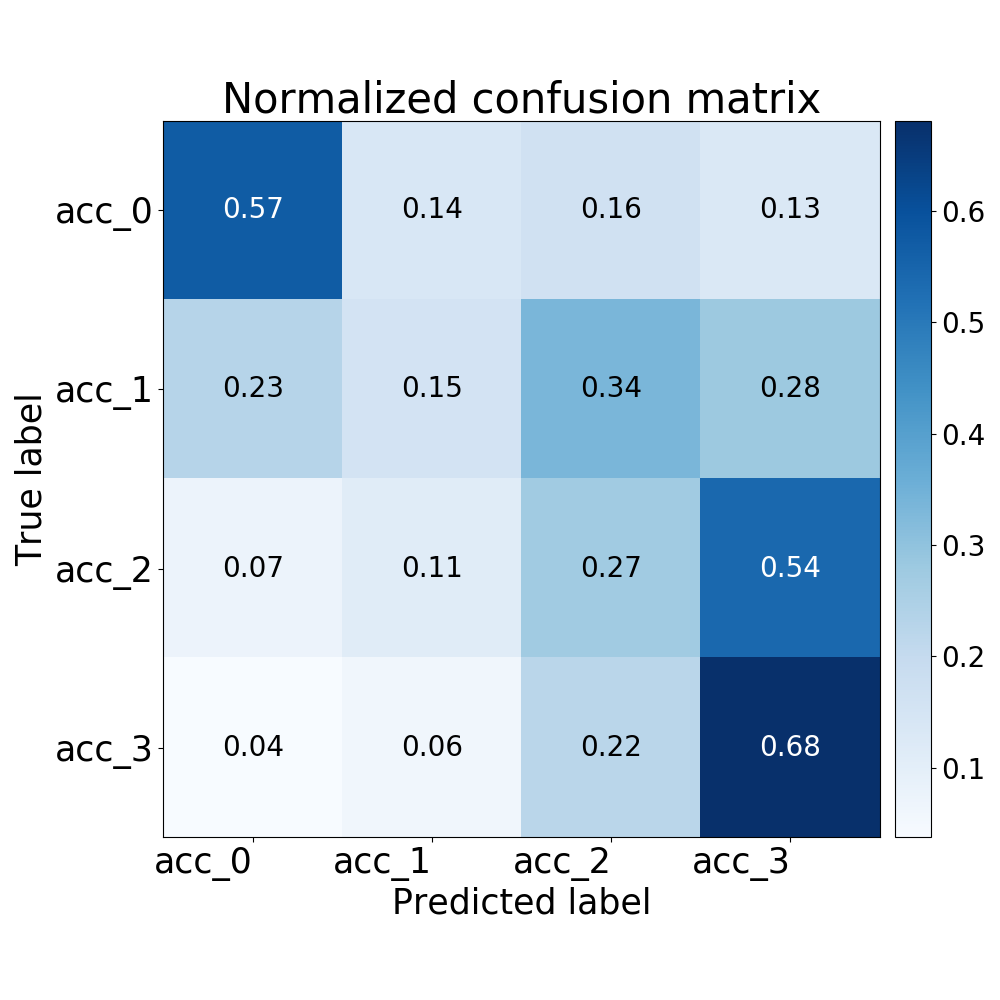 Normalized confusion matrix
acc_0 0.57 0.14 0.16 0.13
acc_1 0.23 0.15 0.34 0.28
acc_2 0.07 0.11 0.27 0.54
acc_3 0.04 0.06 0.22 0.68
acc_0 acc_1 acc_2 acc_3
Predicted label
True label
0.6
0.5
0.4
0.3
0.2
0.1